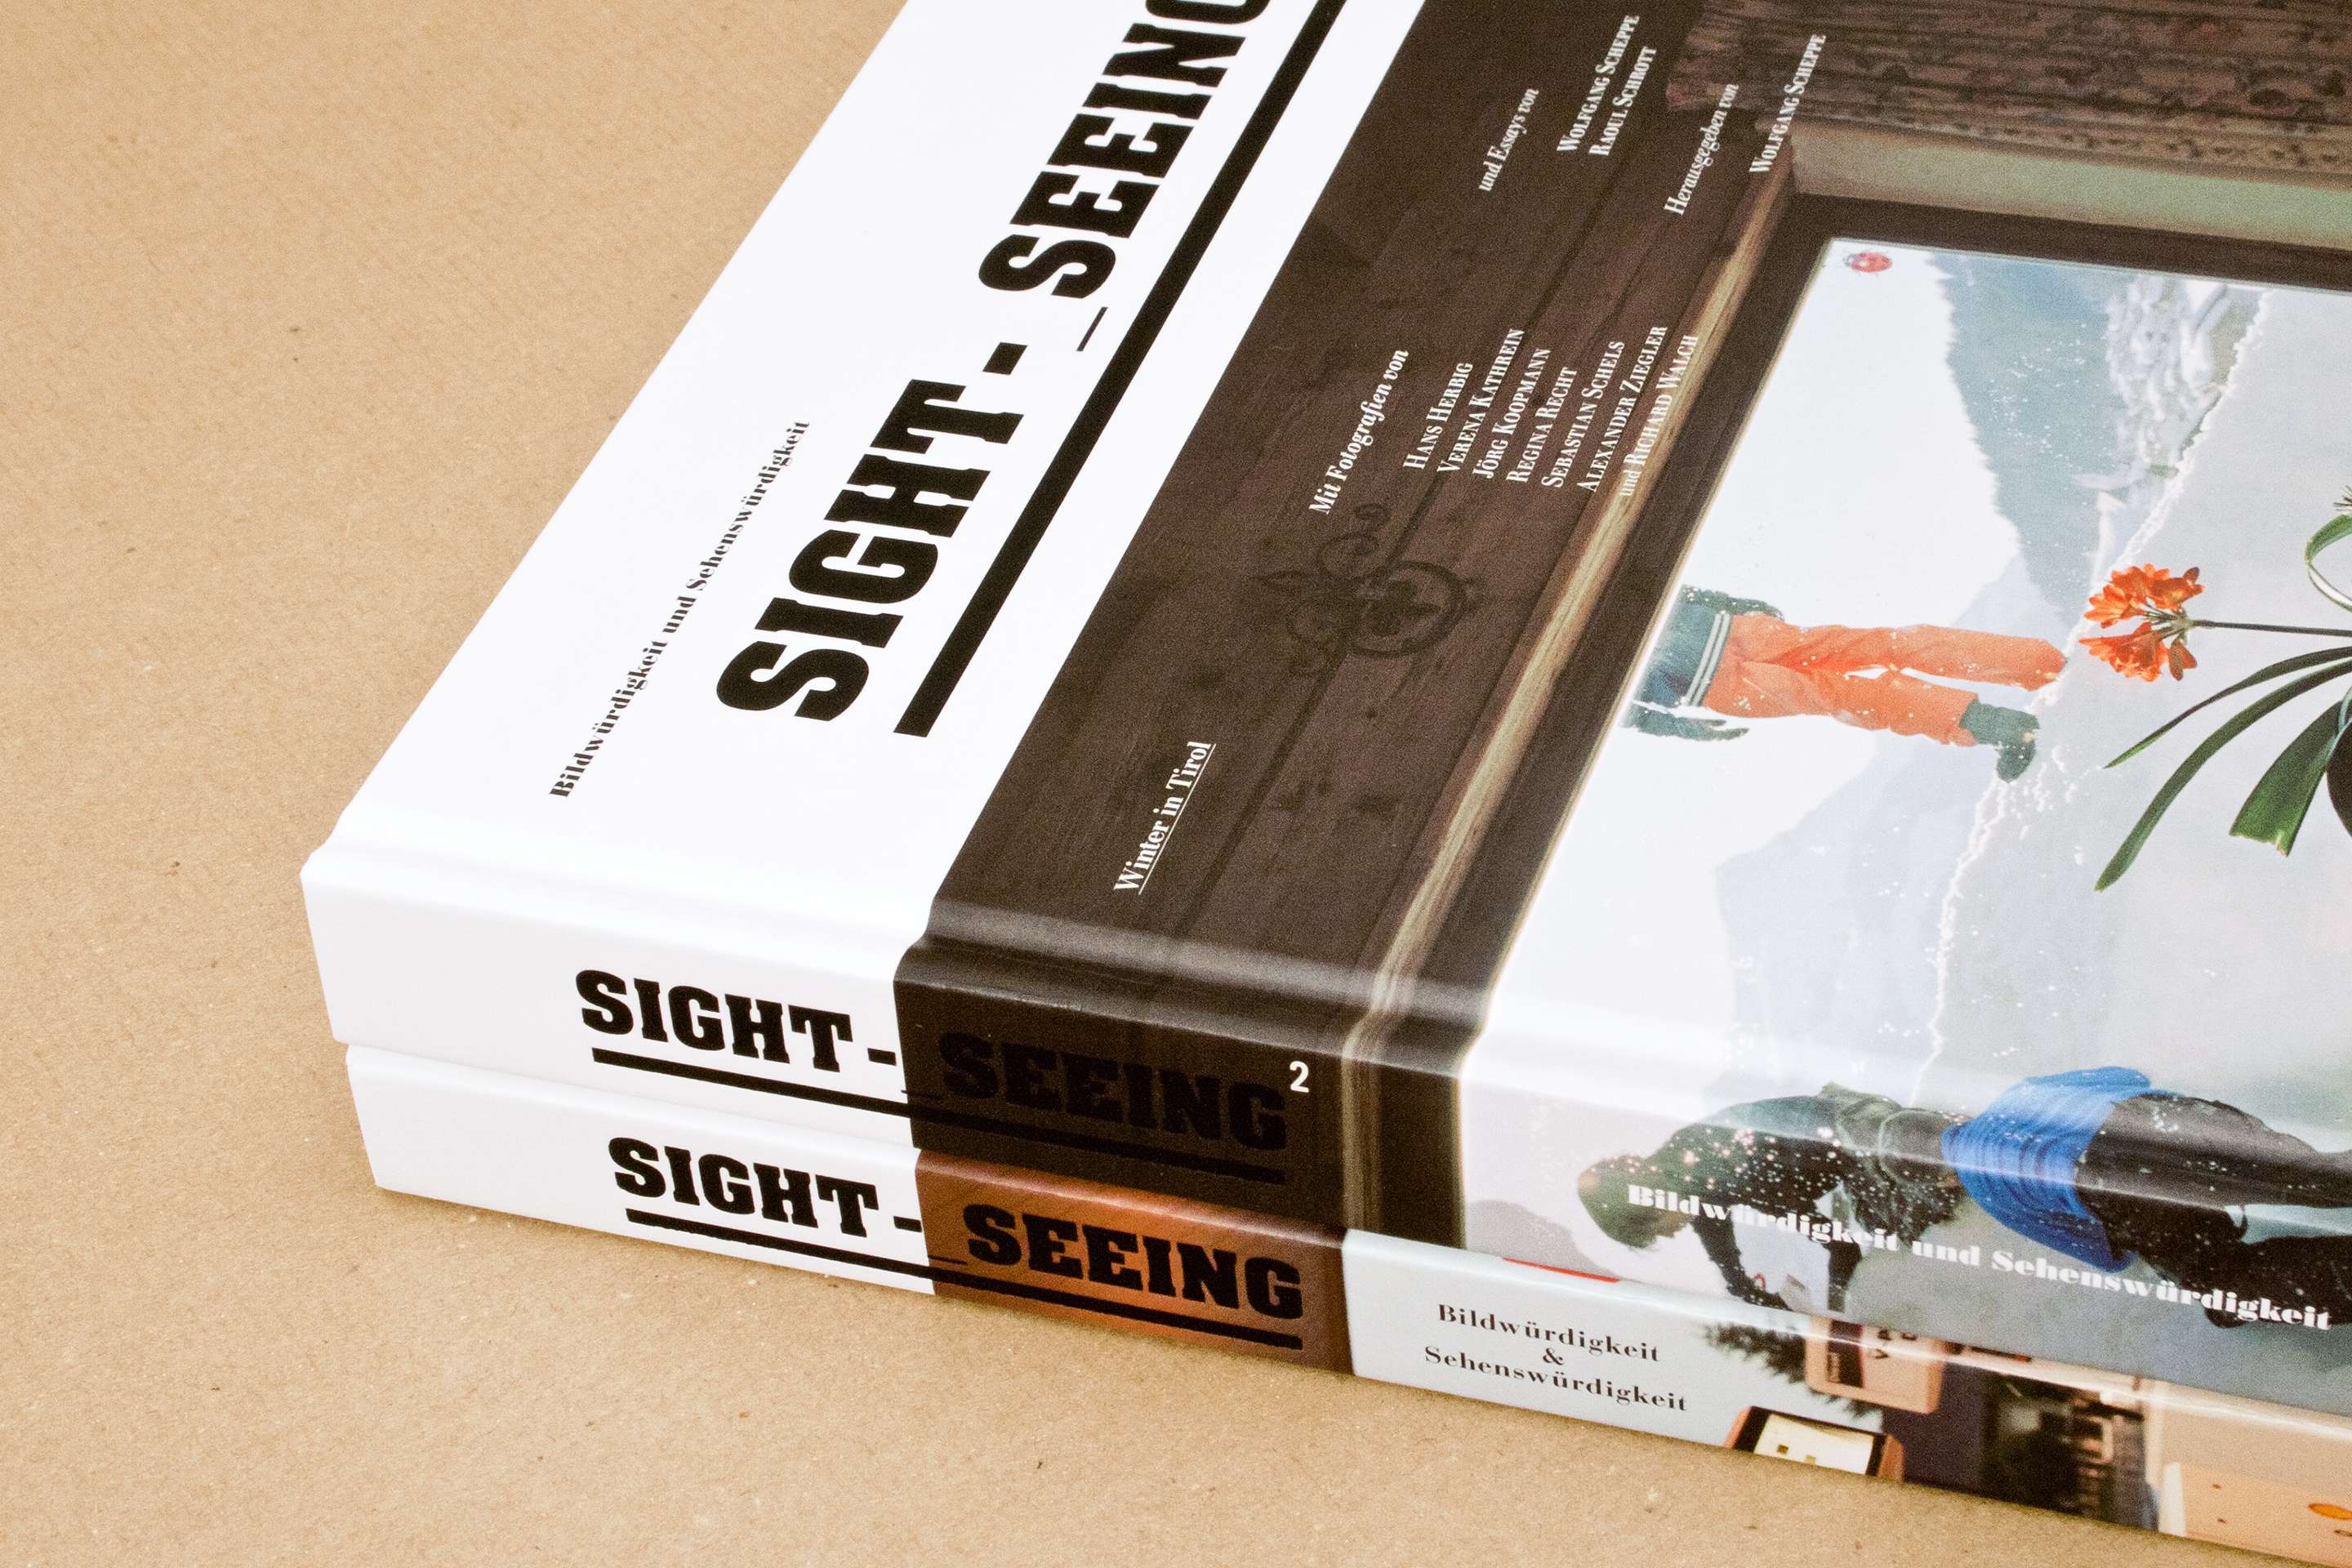 Bildwürdigkeit und Sehenswürdigkeit
SIGHT-_SEEING
Winter in Tirol
Mit Fotografien von
HANS HERBIG
VERENA KATHREIN
JÖRG KOOPMANN
REGINA RECHT
SEBASTIAN SCHELS
ALEXANDER ZIEGLER
und RICHARD WALCH
und Essays von
WOLFGANG SCHEPPE
RAOUL SCHROTT
Herausgegeben von
WOLFGANG SCHEPPE
SIGHT-_SEEING 2
Bildwürdigkeit und Sehenswürdigkeit
SIGHT-_SEEING
Bildwürdigkeit
&
Sehenswürdigkeit